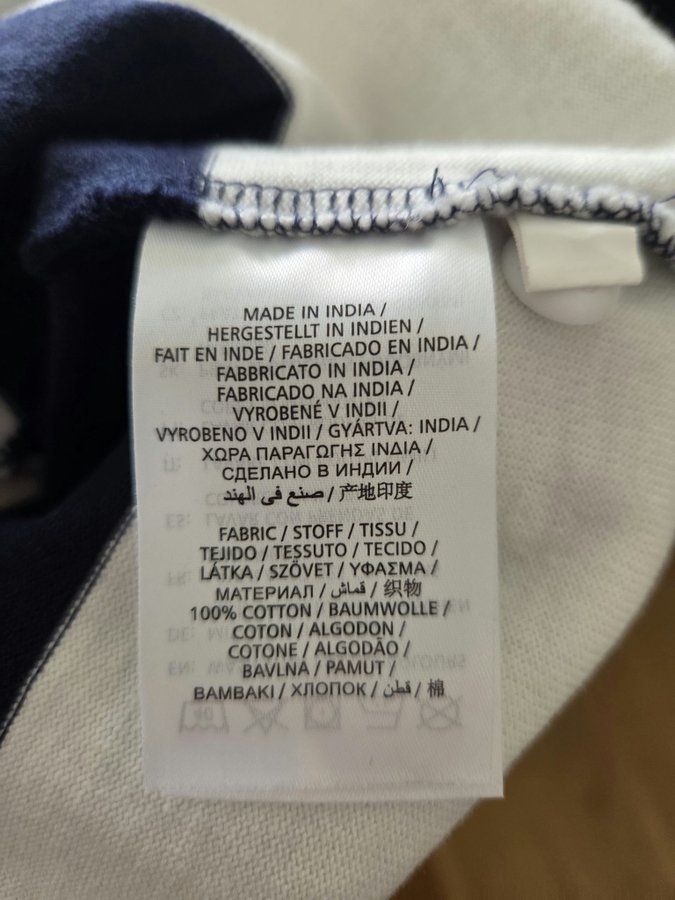 MADE IN INDIA /
HERGESTELLT IN INDIEN /
FAIT EN INDE / FABRICADO EN INDIA /
FABBRICATO IN INDIA /
FABRICADO NA INDIA /
VYROBENÉ V INDII /
VYROBENO V INDII / GYÁRTVA: INDIA /
ΧΩΡΑ ΠΑΡΑΓΩΓΗΣ ΙΝΔΙΑ /
СДЕЛАНО В ИНДИИ /
صنع في الهند / 产地印度
FABRIC / STOFF / TISSU /
TEJIDO / TESSUTO / TECIDO /
LÁTKA / SZÖVET / ΥΦΑΣΜΑ /
МАТЕРИАЛ / قماش / 织物
100% COTTON / BAUMWOLLE /
COTON / ALGODON /
COTONE / ALGODÃO /
BAVLNA / PAMUT /
ΒΑΜΒΑΚΙ / ХЛОПОК / قطن / 棉